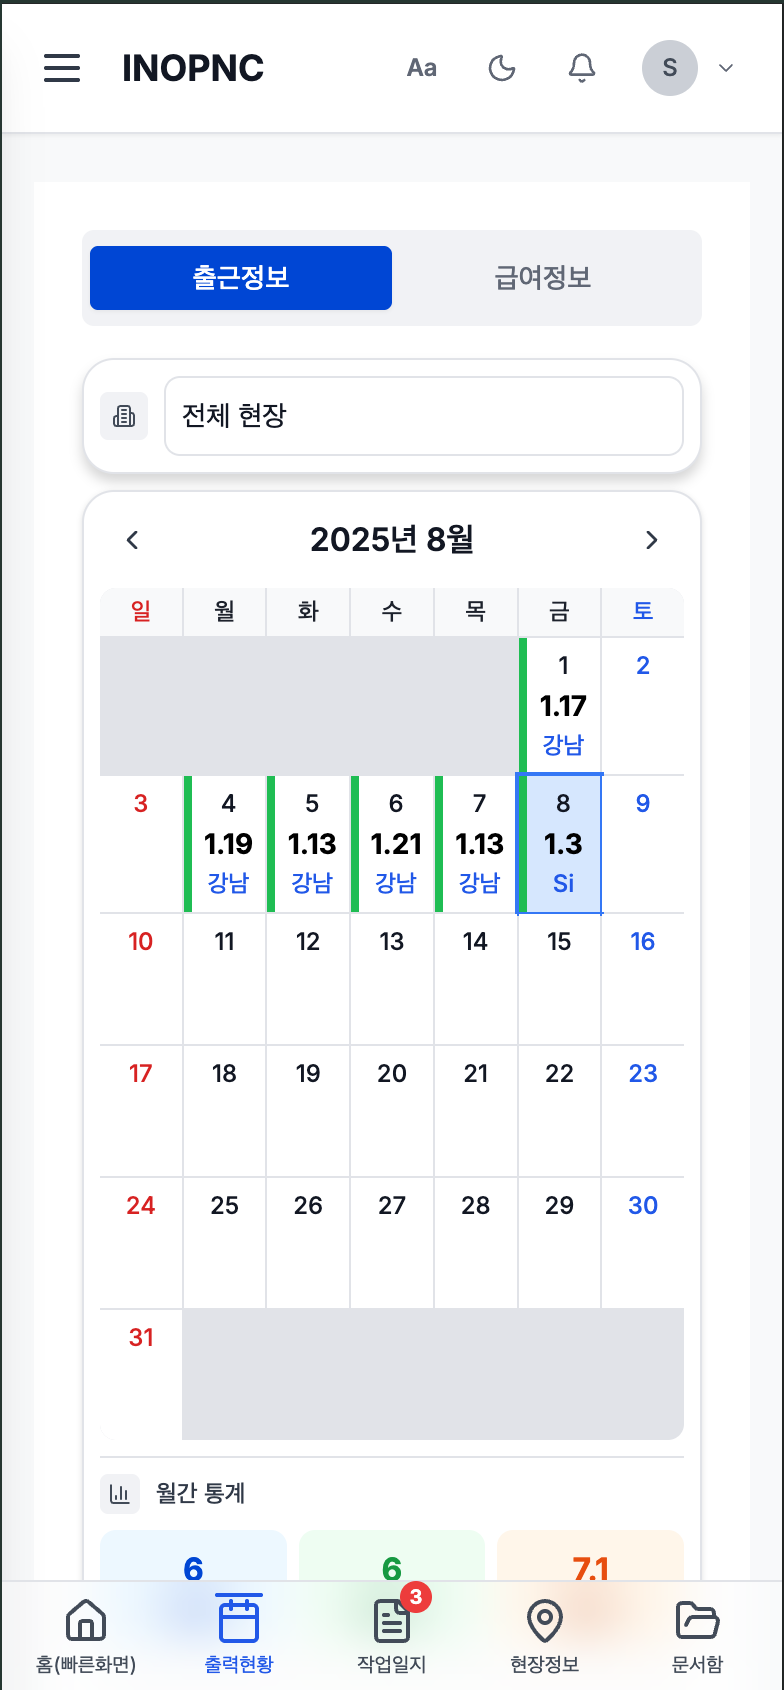 INOPNC Aa S
출근정보 급여정보
전체 현장
2025년 8월
일 월 화 수 목 금 토
1 2
1.17
강남
3 4 5 6 7 8 9
1.19 1.13 1.21 1.13 1.3
강남 강남 강남 강남 Si
10 11 12 13 14 15 16
17 18 19 20 21 22 23
24 25 26 27 28 29 30
31
월간 통계
6 6 7.1
3
홈(빠른화면) 출력현황 작업일지 현장정보 문서함